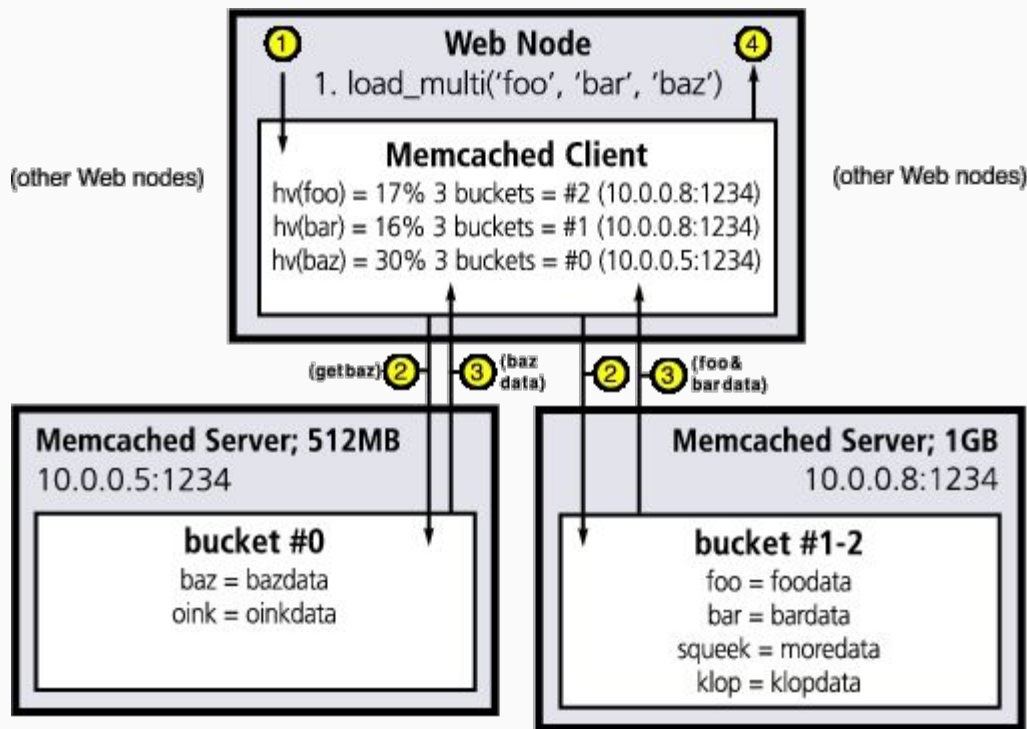 1
Web Node
4
1. load_multi(‘foo’, ‘bar’, ‘baz’)
(other Web nodes)
Memcached Client
(other Web nodes)
hv(foo) = 17% 3 buckets = #2 (10.0.0.8:1234)
hv(bar) = 16% 3 buckets = #1 (10.0.0.8:1234)
hv(baz) = 30% 3 buckets = #0 (10.0.0.5:1234)
(getbaz)
2
3
(baz
data)
2
3
(foo&
bardata)
Memcached Server; 512MB
10.0.0.5:1234
bucket #0
baz = bazdata
oink = oinkdata
Memcached Server; 1GB
10.0.0.8:1234
bucket #1-2
foo = foodata
bar = bardata
squeek = moredata
klop = klopdata